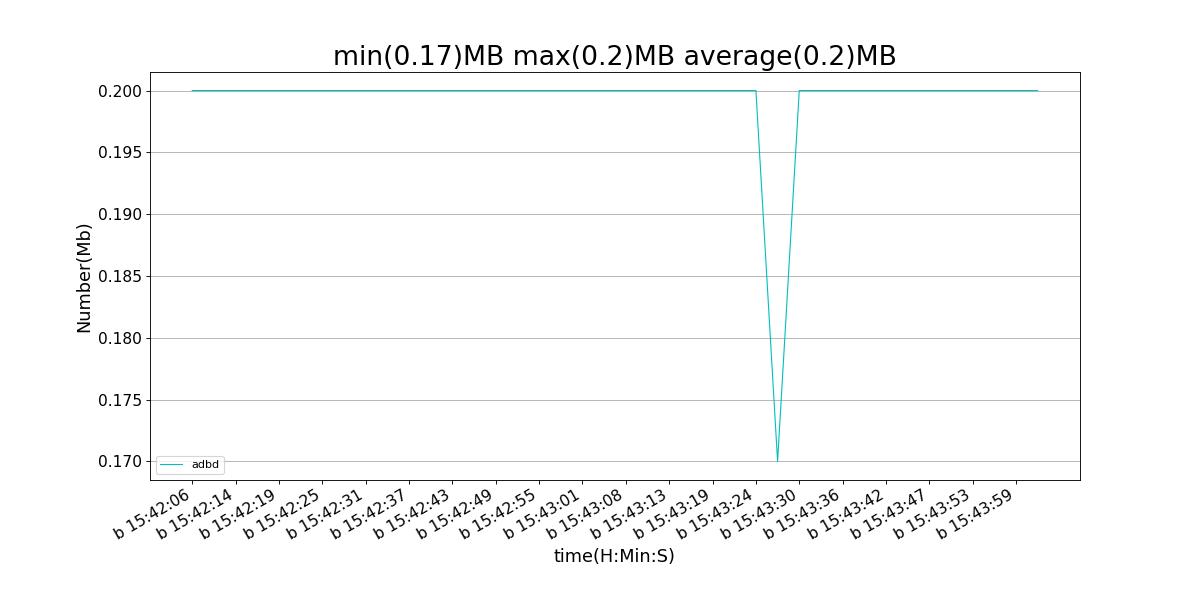 min(0.17)MB max(0.2)MB average(0.2)MB
0.200
0.195
0.190
0.185
0.180
0.175
0.170
Number(Mb)
adbd
b 15:42:06
b 15:42:14
b 15:42:19
b 15:42:25
b 15:42:31
b 15:42:37
b 15:42:43
b 15:42:49
b 15:42:55
b 15:43:01
b 15:43:08
b 15:43:13
b 15:43:19
b 15:43:24
b 15:43:30
b 15:43:36
b 15:43:42
b 15:43:47
b 15:43:53
b 15:43:59
time(H:Min:S)